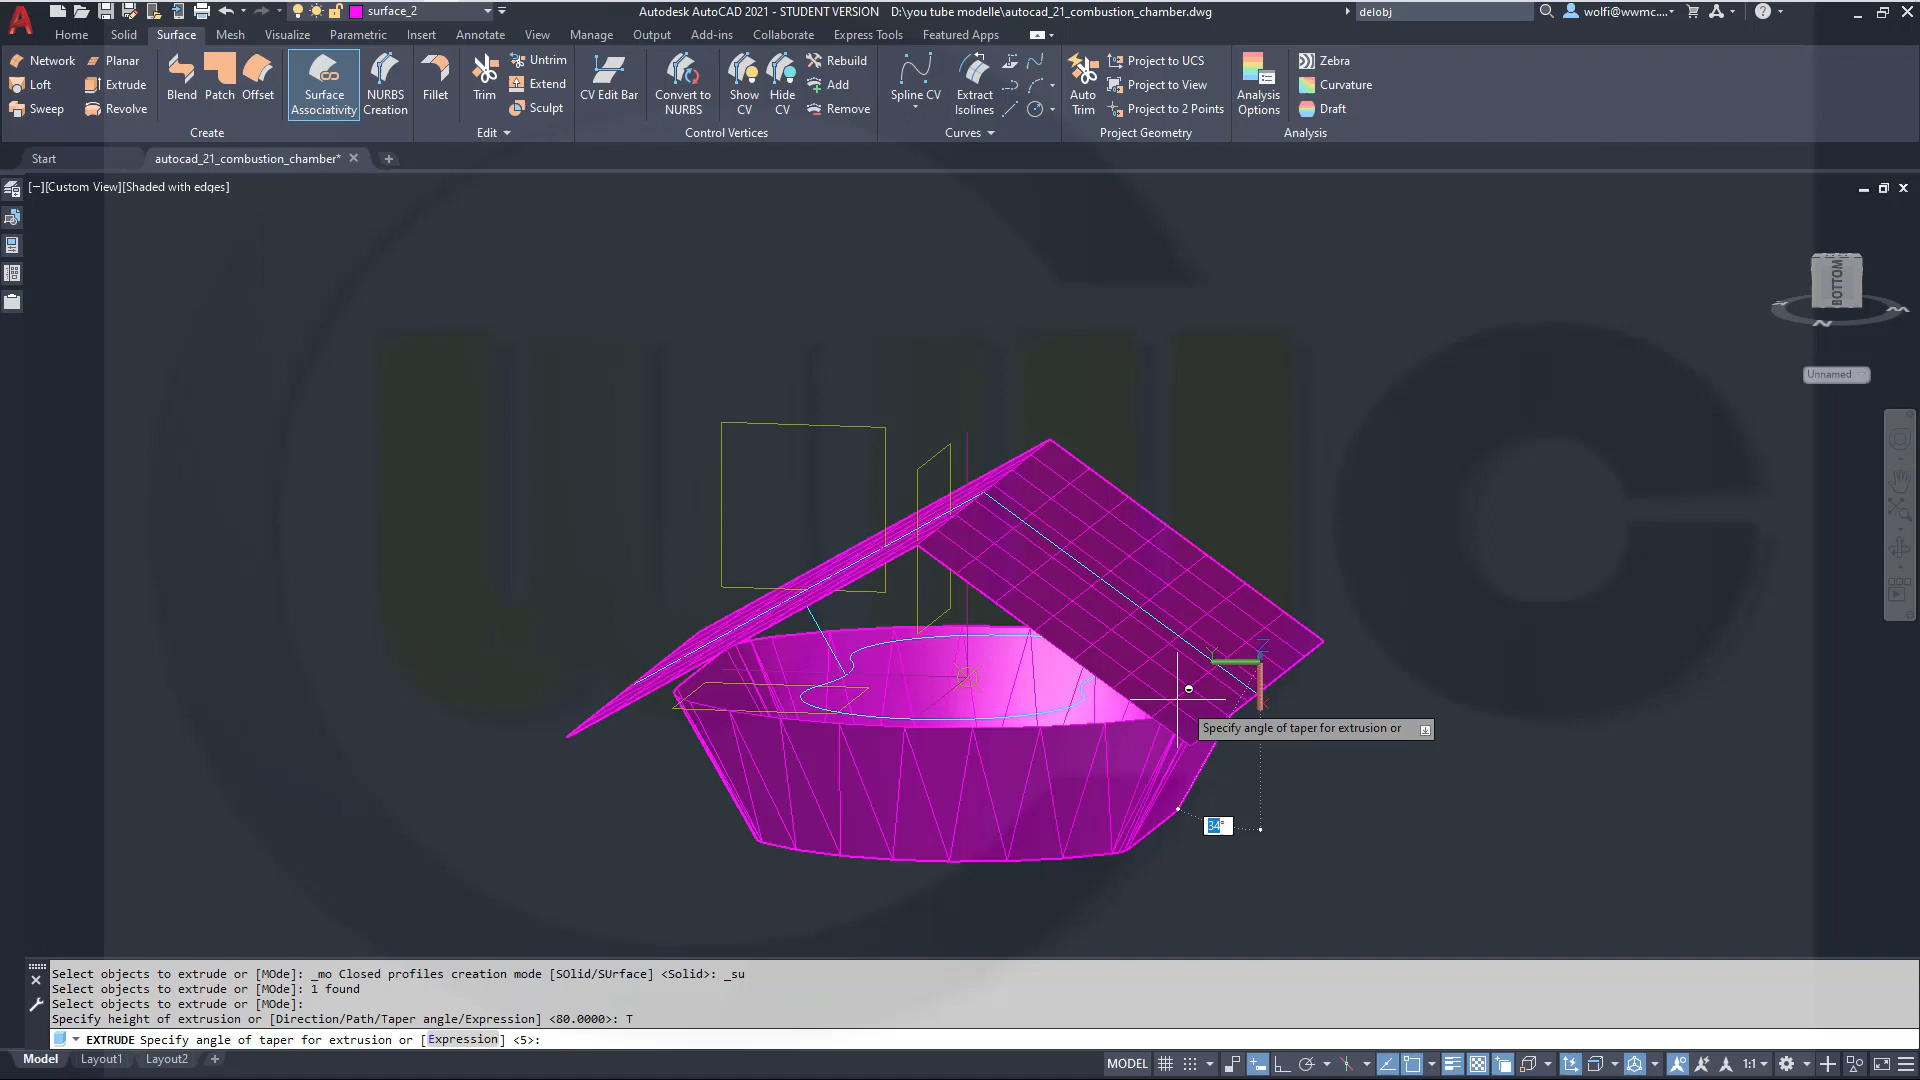 surface_2
Autodesk AutoCAD 2021 - STUDENT VERSION D:\you tube modelle\autocad_21_combustion_chamber.dwg
delobj
wolfi@wwmc....
Home Solid Surface Mesh Visualize Parametric Insert Annotate View Manage Output Add-ins Collaborate Express Tools Featured Apps
Network Planar
Loft Extrude
Sweep Revolve
Blend Patch Offset
Surface Associativity
NURBS Creation
Fillet
Trim
Untrim
Extend
Sculpt
CV Edit Bar
Convert to NURBS
Show CV
Hide CV
Rebuild
Add
Remove
Spline CV
Extract Isolines
Auto Trim
Project to UCS
Project to View
Project to 2 Points
Analysis Options
Zebra
Curvature
Draft
Create Edit Control Vertices Curves Project Geometry Analysis
Start autocad_21_combustion_chamber*
[−][Custom View][Shaded with edges]
BOTTOM
Unnamed
Z
Y
X
Specify angle of taper for extrusion or
34°
Select objects to extrude or [MOde]: _mo Closed profiles creation mode [SOlid/SUrface] <Solid>: _su
Select objects to extrude or [MOde]: 1 found
Select objects to extrude or [MOde]:
Specify height of extrusion or [Direction/Path/Taper angle/Expression] <80.0000>: T
EXTRUDE Specify angle of taper for extrusion or [Expression] <5>:
Model Layout1 Layout2
MODEL
1:1